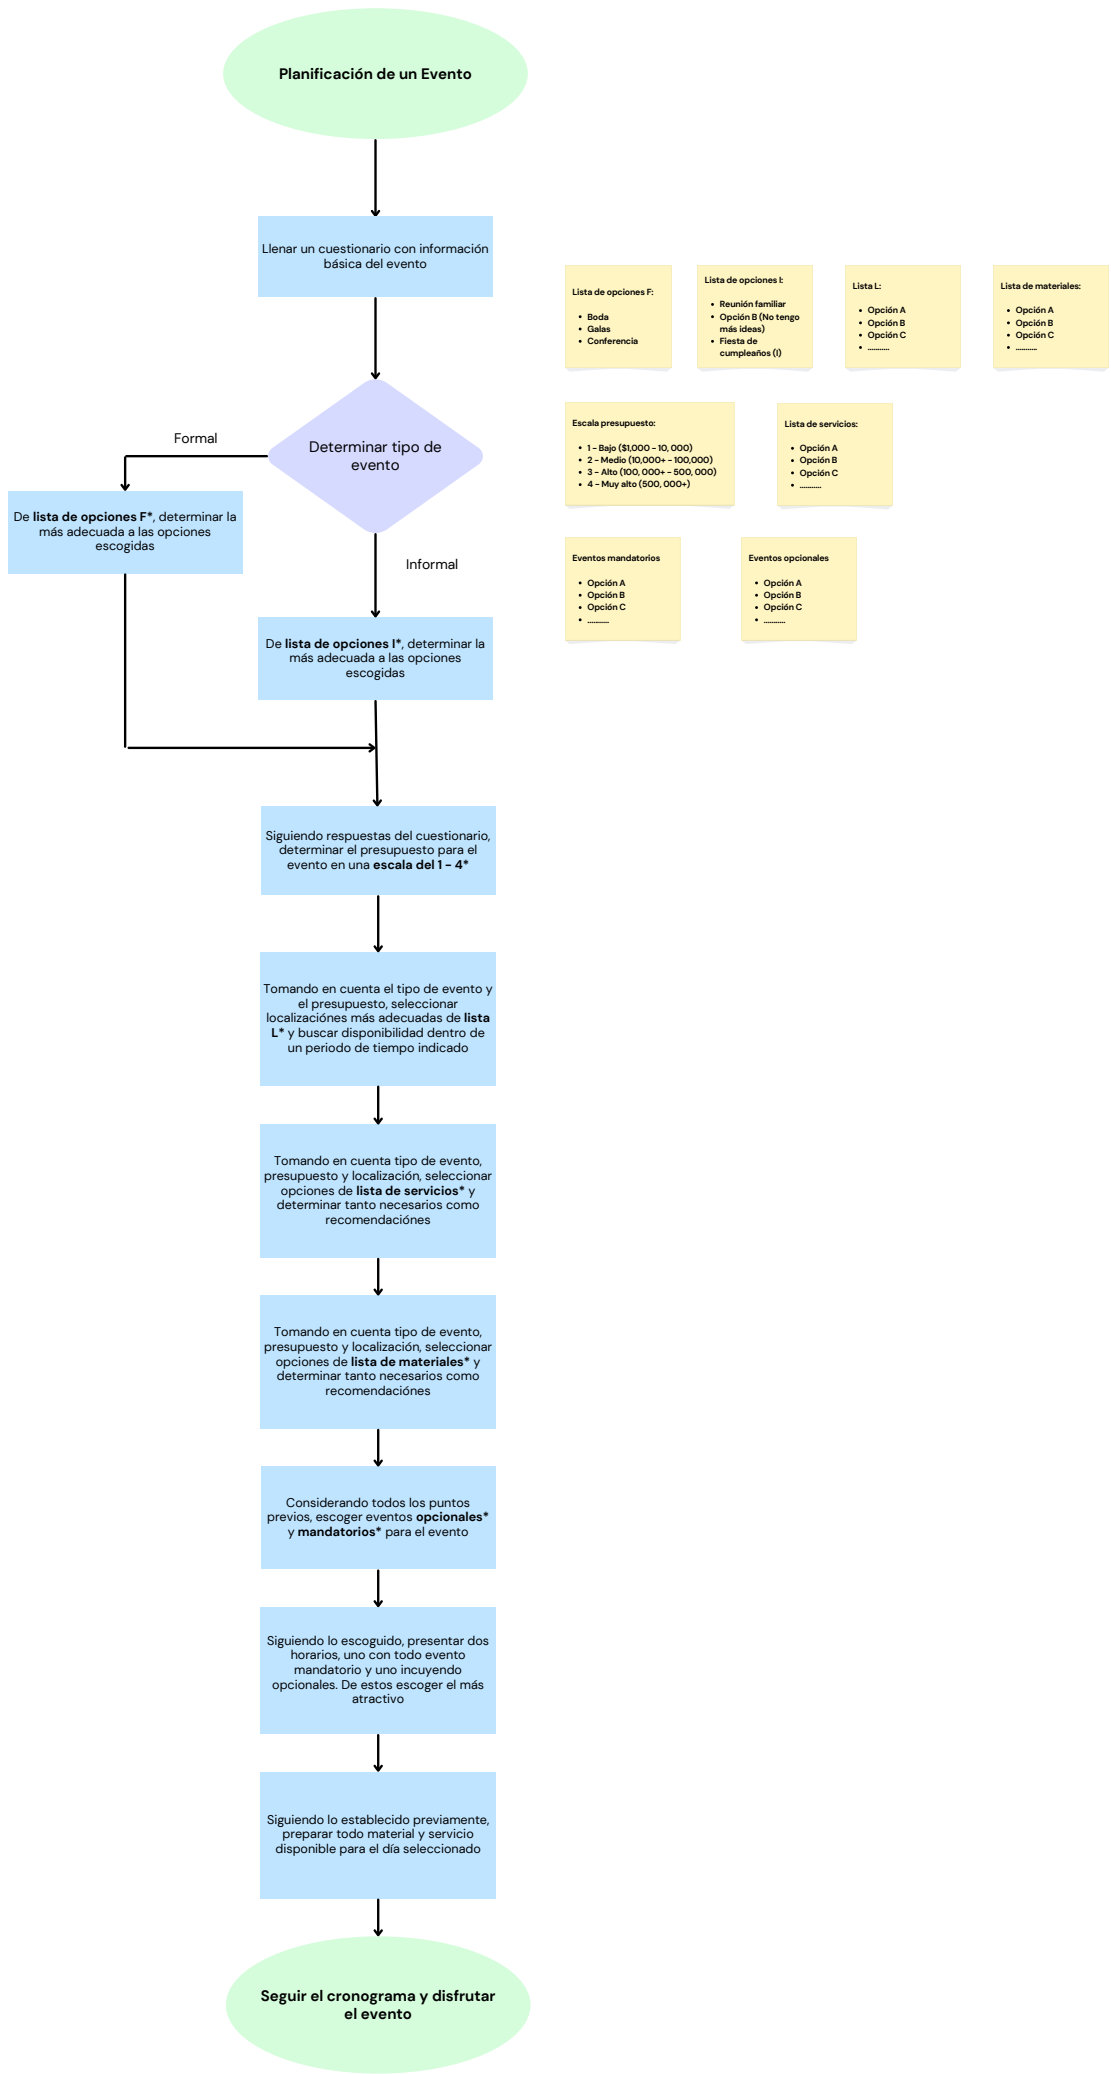 Planificación de un Evento
Llenar un cuestionario con información
básica del evento
Lista de opciones F:
• Boda
• Galas
• Conferencia
Lista de opciones I:
• Reunión familiar
• Opción B (No tengo
más ideas)
• Fiesta de
cumpleaños (I)
Lista L:
• Opción A
• Opción B
• Opción C
• ...........
Lista de materiales:
• Opción A
• Opción B
• Opción C
• ...........
Determinar tipo de
evento
Formal
Informal
Escala presupuesto:
• 1 - Bajo ($1,000 - 10, 000)
• 2 - Medio (10,000+ - 100,000)
• 3 - Alto (100, 000+ - 500, 000)
• 4 - Muy alto (500, 000+)
Lista de servicios:
• Opción A
• Opción B
• Opción C
• ...........
De lista de opciones F*, determinar la
más adecuada a las opciones
escogidas
Eventos mandatorios
• Opción A
• Opción B
• Opción C
• ...........
Eventos opcionales
• Opción A
• Opción B
• Opción C
• ...........
De lista de opciones I*, determinar la
más adecuada a las opciones
escogidas
Siguiendo respuestas del cuestionario,
determinar el presupuesto para el
evento en una escala del 1 - 4*
Tomando en cuenta el tipo de evento y
el presupuesto, seleccionar
localizaciónes más adecuadas de lista
L* y buscar disponibilidad dentro de
un periodo de tiempo indicado
Tomando en cuenta tipo de evento,
presupuesto y localización, seleccionar
opciones de lista de servicios* y
determinar tanto necesarios como
recomendaciónes
Tomando en cuenta tipo de evento,
presupuesto y localización, seleccionar
opciones de lista de materiales* y
determinar tanto necesarios como
recomendaciónes
Considerando todos los puntos
previos, escoger eventos opcionales*
y mandatorios* para el evento
Siguiendo lo escoguido, presentar dos
horarios, uno con todo evento
mandatorio y uno incuyendo
opcionales. De estos escoger el más
atractivo
Siguiendo lo establecido previamente,
preparar todo material y servicio
disponible para el día seleccionado
Seguir el cronograma y disfrutar
el evento